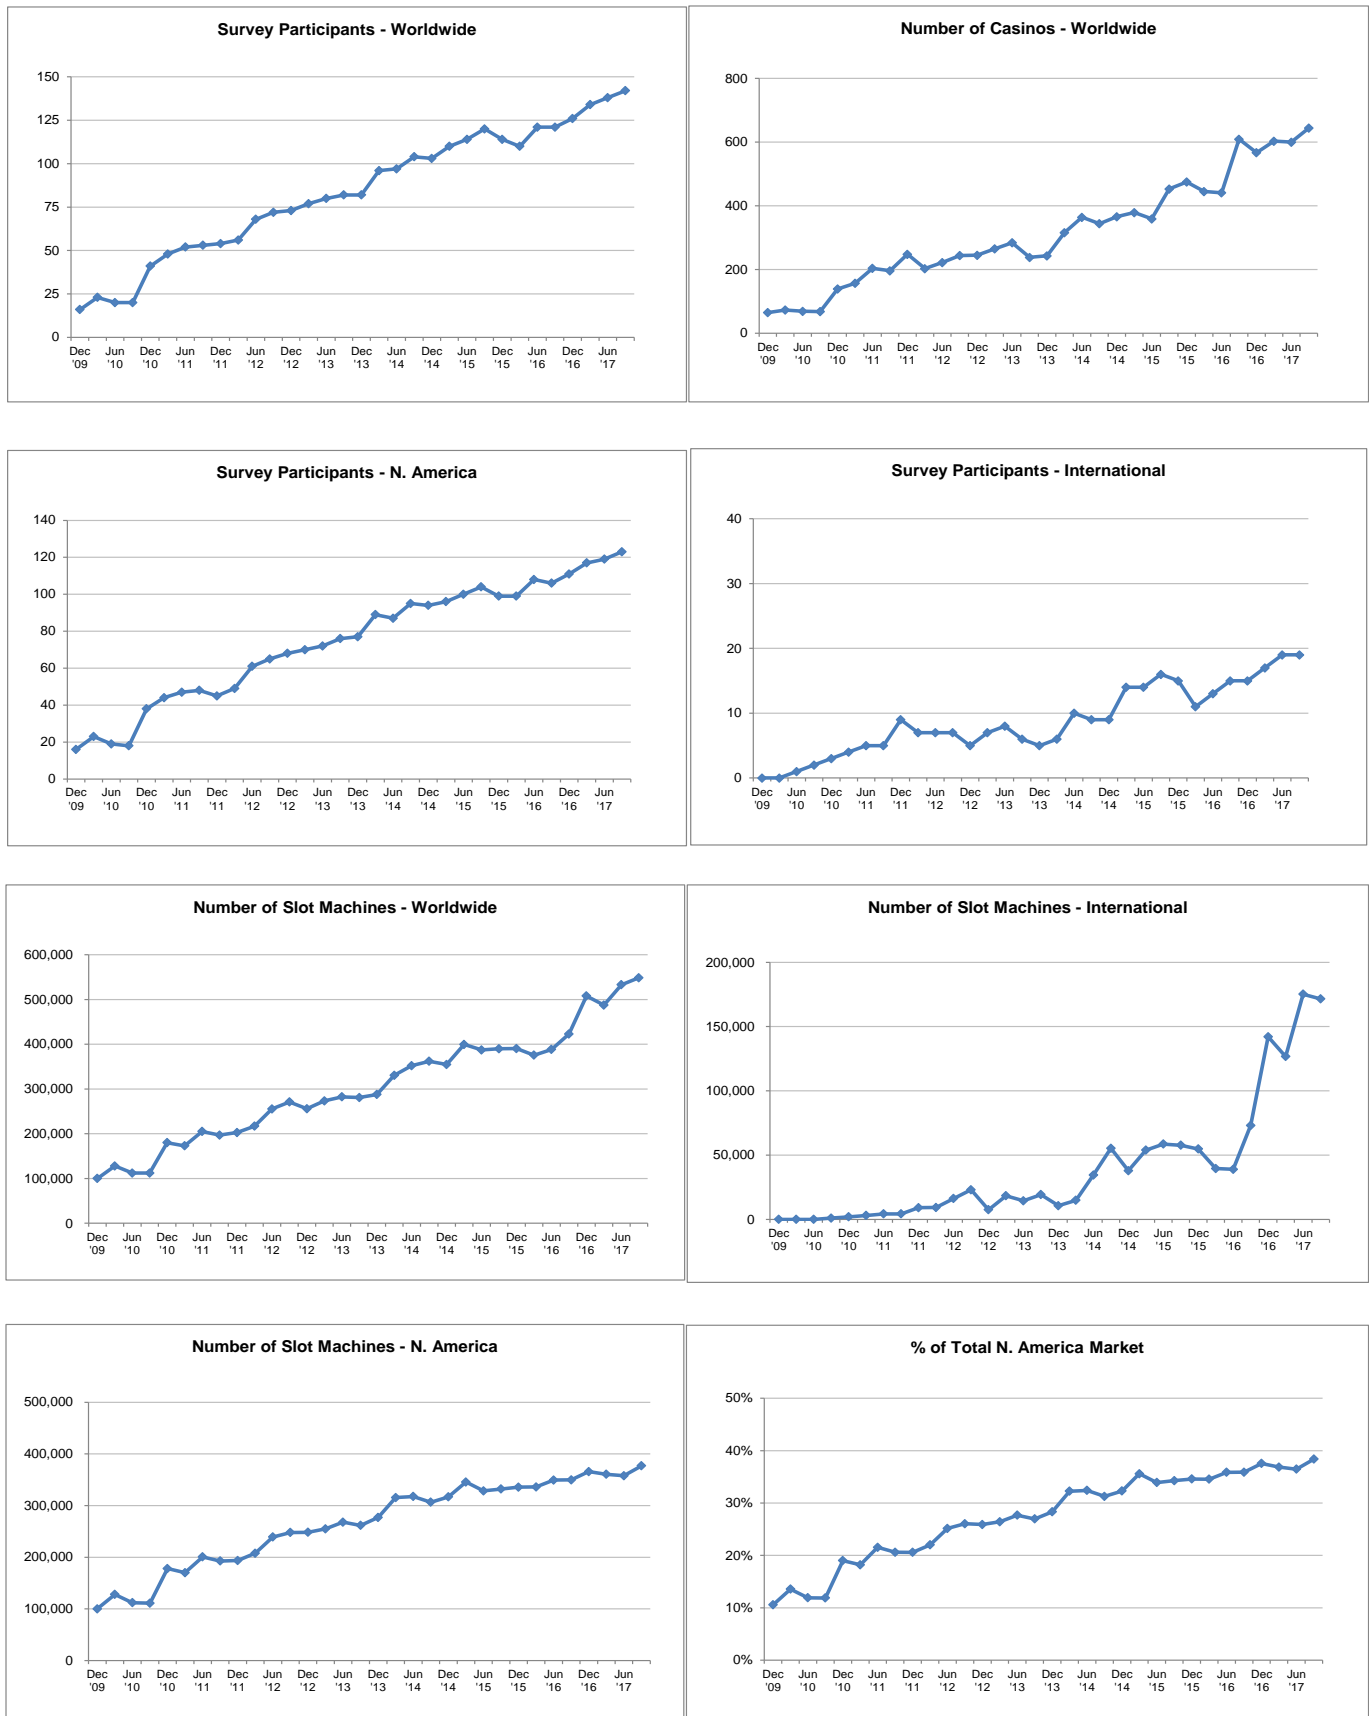 Survey Participants - Worldwide
150
125
100
75
50
25
0
Dec Jun Dec Jun Dec Jun Dec Jun Dec Jun Dec Jun Dec Jun Dec Jun
'09 '10 '10 '11 '11 '12 '12 '13 '13 '14 '14 '15 '15 '16 '16 '17
Number of Casinos - Worldwide
800
600
400
200
0
Dec Jun Dec Jun Dec Jun Dec Jun Dec Jun Dec Jun Dec Jun Dec Jun
'09 '10 '10 '11 '11 '12 '12 '13 '13 '14 '14 '15 '15 '16 '16 '17
Survey Participants - N. America
140
120
100
80
60
40
20
0
Dec Jun Dec Jun Dec Jun Dec Jun Dec Jun Dec Jun Dec Jun Dec Jun
'09 '10 '10 '11 '11 '12 '12 '13 '13 '14 '14 '15 '15 '16 '16 '17
Survey Participants - International
40
30
20
10
0
Dec Jun Dec Jun Dec Jun Dec Jun Dec Jun Dec Jun Dec Jun Dec Jun
'09 '10 '10 '11 '11 '12 '12 '13 '13 '14 '14 '15 '15 '16 '16 '17
Number of Slot Machines - Worldwide
600,000
500,000
400,000
300,000
200,000
100,000
0
Dec Jun Dec Jun Dec Jun Dec Jun Dec Jun Dec Jun Dec Jun Dec Jun
'09 '10 '10 '11 '11 '12 '12 '13 '13 '14 '14 '15 '15 '16 '16 '17
Number of Slot Machines - International
200,000
150,000
100,000
50,000
0
Dec Jun Dec Jun Dec Jun Dec Jun Dec Jun Dec Jun Dec Jun Dec Jun
'09 '10 '10 '11 '11 '12 '12 '13 '13 '14 '14 '15 '15 '16 '16 '17
Number of Slot Machines - N. America
500,000
400,000
300,000
200,000
100,000
0
Dec Jun Dec Jun Dec Jun Dec Jun Dec Jun Dec Jun Dec Jun Dec Jun
'09 '10 '10 '11 '11 '12 '12 '13 '13 '14 '14 '15 '15 '16 '16 '17
% of Total N. America Market
50%
40%
30%
20%
10%
0%
Dec Jun Dec Jun Dec Jun Dec Jun Dec Jun Dec Jun Dec Jun Dec Jun
'09 '10 '10 '11 '11 '12 '12 '13 '13 '14 '14 '15 '15 '16 '16 '17